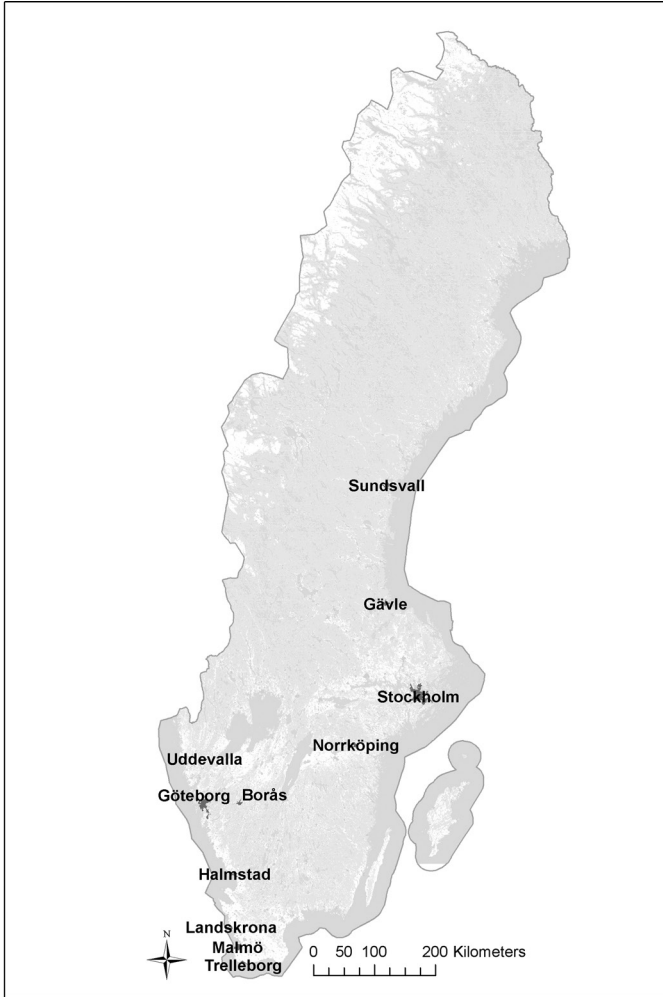 Sundsvall
Gävle
Stockholm
Norrköping
Uddevalla
Göteborg Borås
Halmstad
Landskrona
Malmö
Trelleborg
N
0 50 100 200 Kilometers